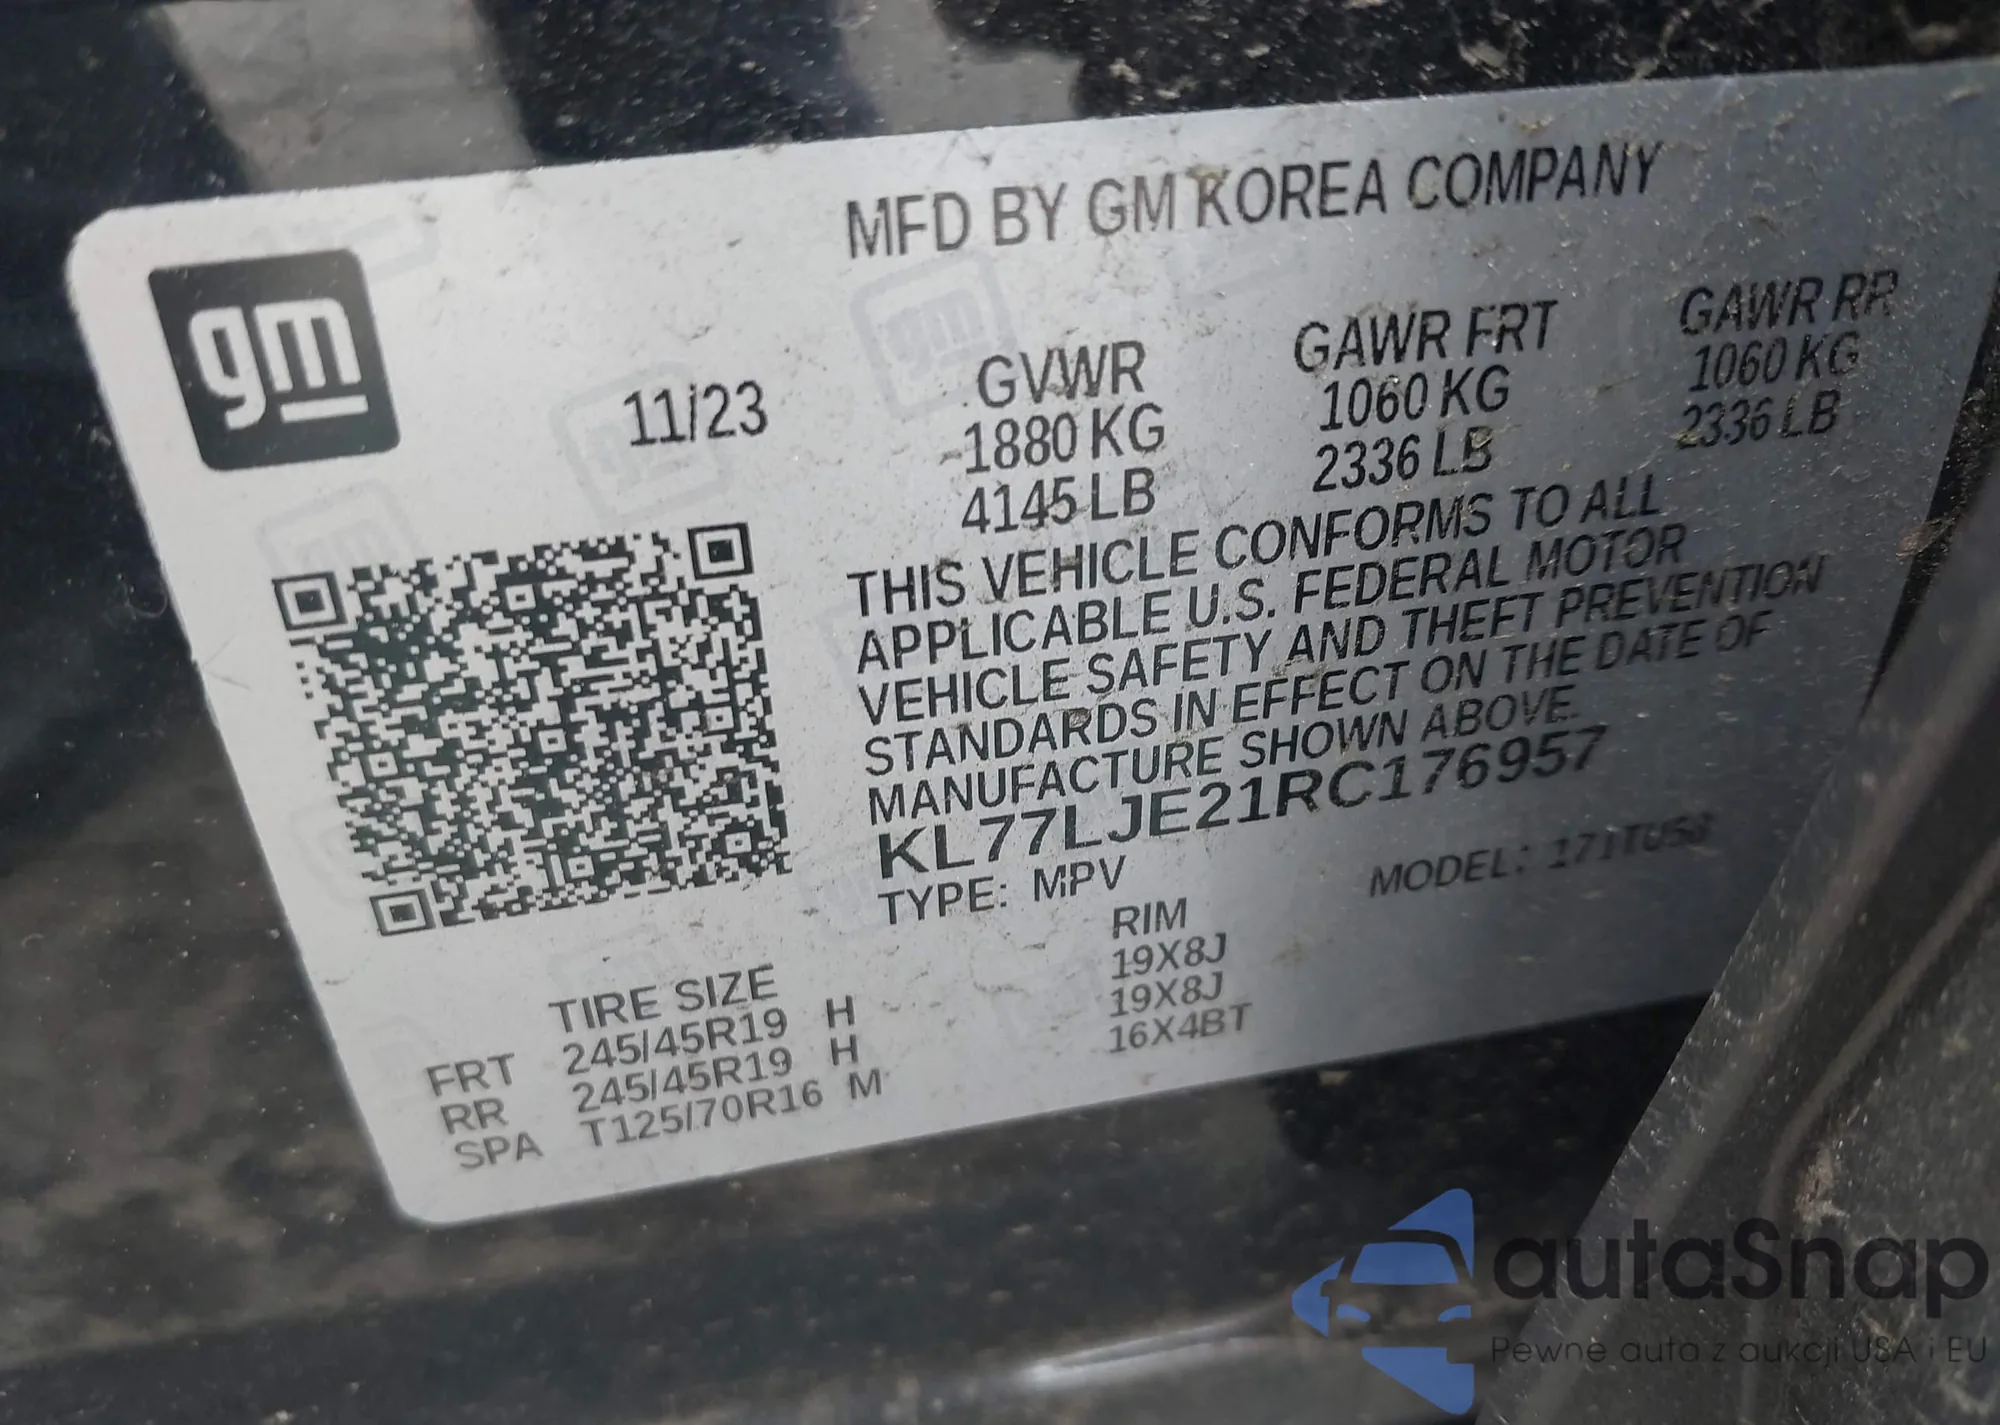 gm
MFD BY GM KOREA COMPANY
11/23
GVWR
1880 KG
4145 LB
GAWR FRT
1060 KG
2336 LB
GAWR RR
1060 KG
2336 LB
THIS VEHICLE CONFORMS TO ALL
APPLICABLE U.S. FEDERAL MOTOR
VEHICLE SAFETY AND THEFT PREVENTION
STANDARDS IN EFFECT ON THE DATE OF
MANUFACTURE SHOWN ABOVE.
KL77LJE21RC176957
TYPE: MPV MODEL: 1T1TU58
TIRE SIZE RIM
FRT 245/45R19 H 19X8J
RR 245/45R19 H 19X8J
SPA T125/70R16 M 16X4BT
autaSnap
Pewne auta z aukcji USA i EU